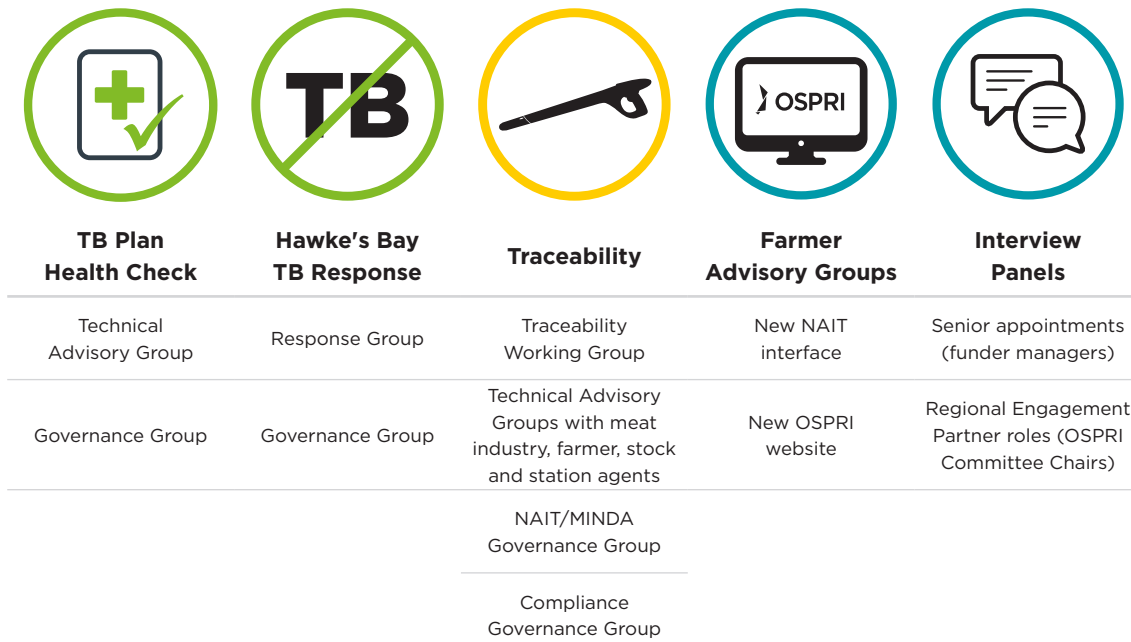 TB
OSPRI
TB Plan
Health Check
Hawke's Bay
TB Response
Traceability
Farmer
Advisory Groups
Interview
Panels
Technical
Advisory Group
Response Group
Traceability
Working Group
New NAIT
interface
Senior appointments
(funder managers)
Governance Group
Governance Group
Technical Advisory
Groups with meat
industry, farmer, stock
and station agents
New OSPRI
website
Regional Engagement
Partner roles (OSPRI
Committee Chairs)
NAIT/MINDA
Governance Group
Compliance
Governance Group